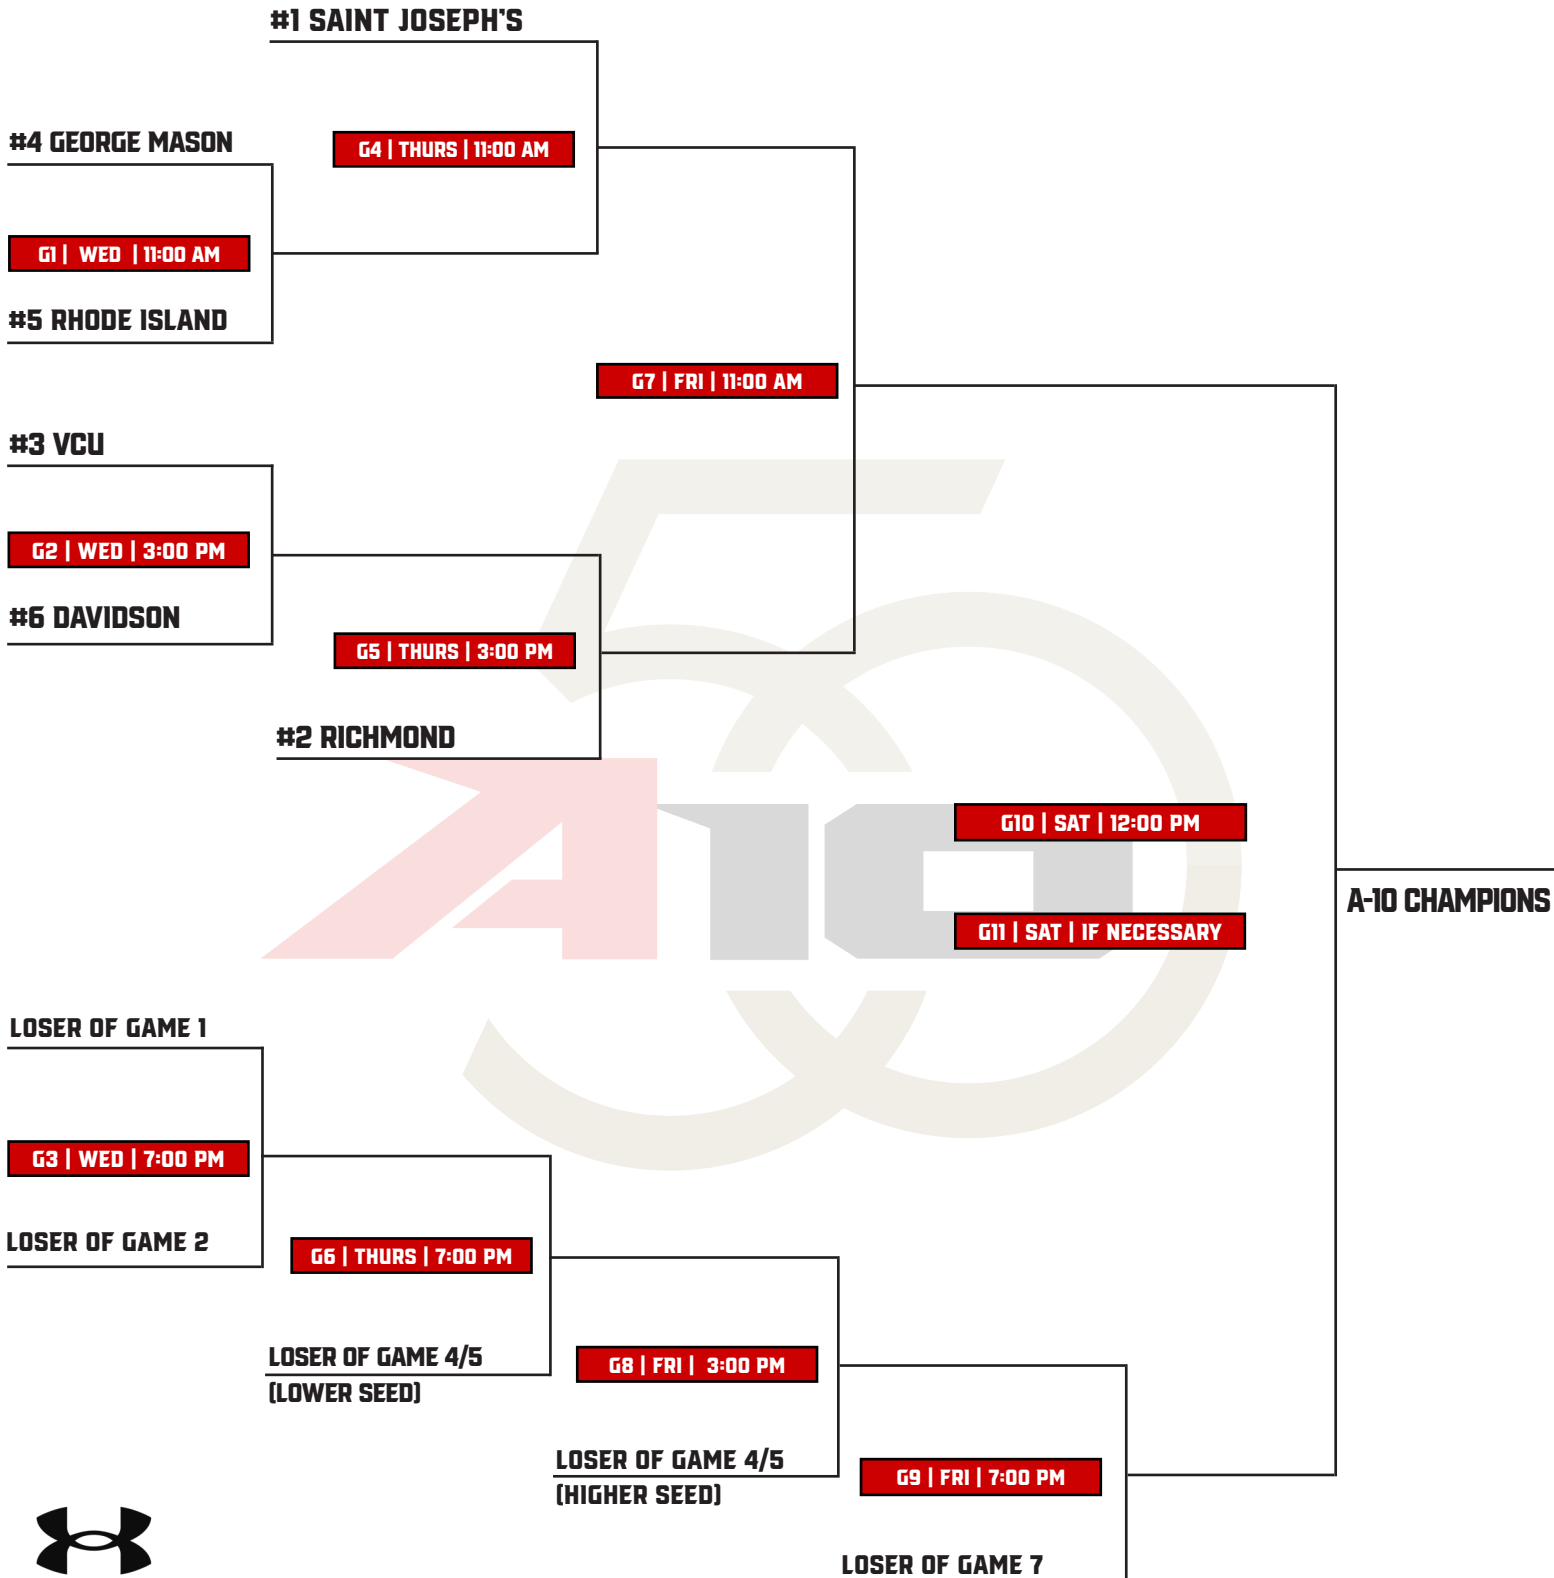 #1 SAINT JOSEPH'S
#4 GEORGE MASON
G4 | THURS | 11:00 AM
G1 | WED | 11:00 AM
#5 RHODE ISLAND
G7 | FRI | 11:00 AM
#3 VCU
G2 | WED | 3:00 PM
#6 DAVIDSON
G5 | THURS | 3:00 PM
#2 RICHMOND
50
A10
G10 | SAT | 12:00 PM
A-10 CHAMPIONS
G11 | SAT | IF NECESSARY
LOSER OF GAME 1
G3 | WED | 7:00 PM
LOSER OF GAME 2
G6 | THURS | 7:00 PM
LOSER OF GAME 4/5
(LOWER SEED)
G8 | FRI | 3:00 PM
LOSER OF GAME 4/5
(HIGHER SEED)
G9 | FRI | 7:00 PM
LOSER OF GAME 7